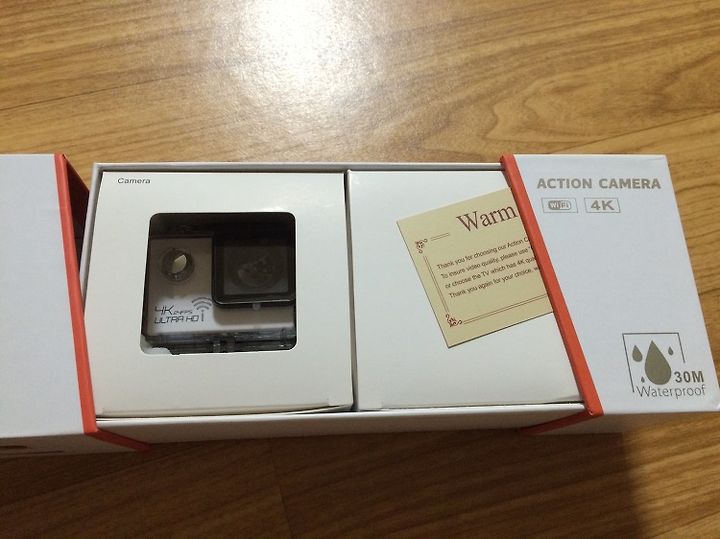 Camera
4K 24FPS
ULTRA HD
Warm
Thank you for choosing our Action
To insure video quality, please use
or choose the TV which has 4K
Thank you again for your choice,
ACTION CAMERA
WiFi 4K
30M
Waterproof